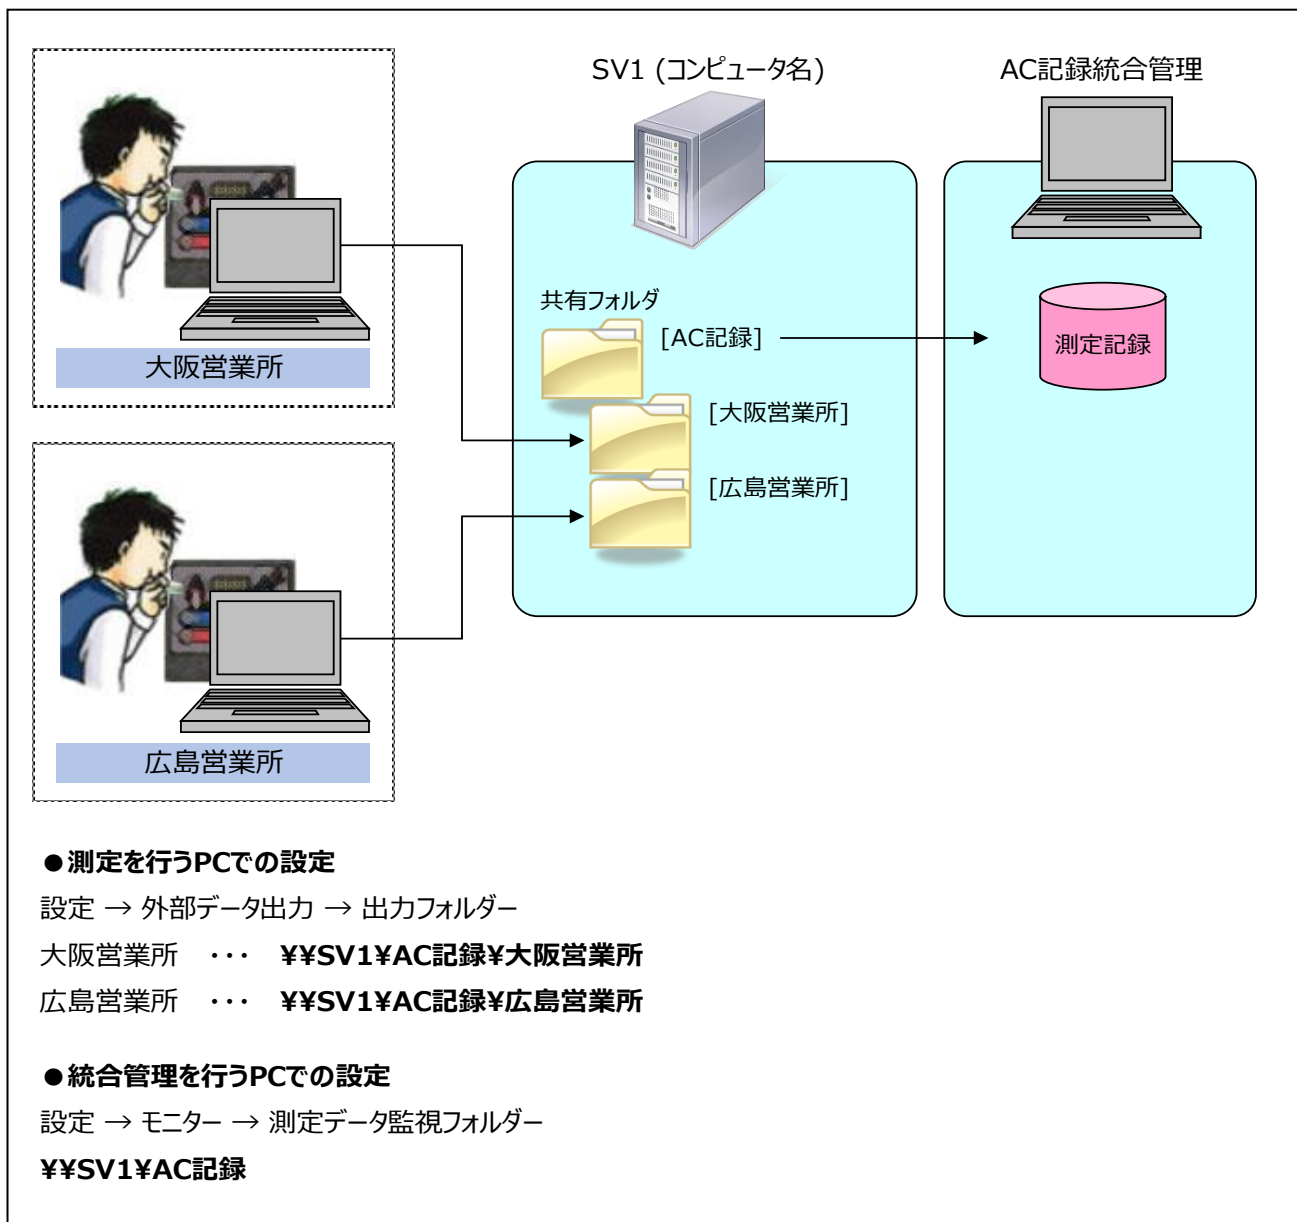 SV1 (コンピュータ名)
AC記録統合管理
共有フォルダ
[AC記録]
測定記録
大阪営業所
[大阪営業所]
[広島営業所]
広島営業所
●測定を行うPCでの設定
設定 → 外部データ出力 → 出力フォルダー
大阪営業所 ・・・ ¥¥SV1¥AC記録¥大阪営業所
広島営業所 ・・・ ¥¥SV1¥AC記録¥広島営業所
●統合管理を行うPCでの設定
設定 → モニター → 測定データ監視フォルダー
¥¥SV1¥AC記録